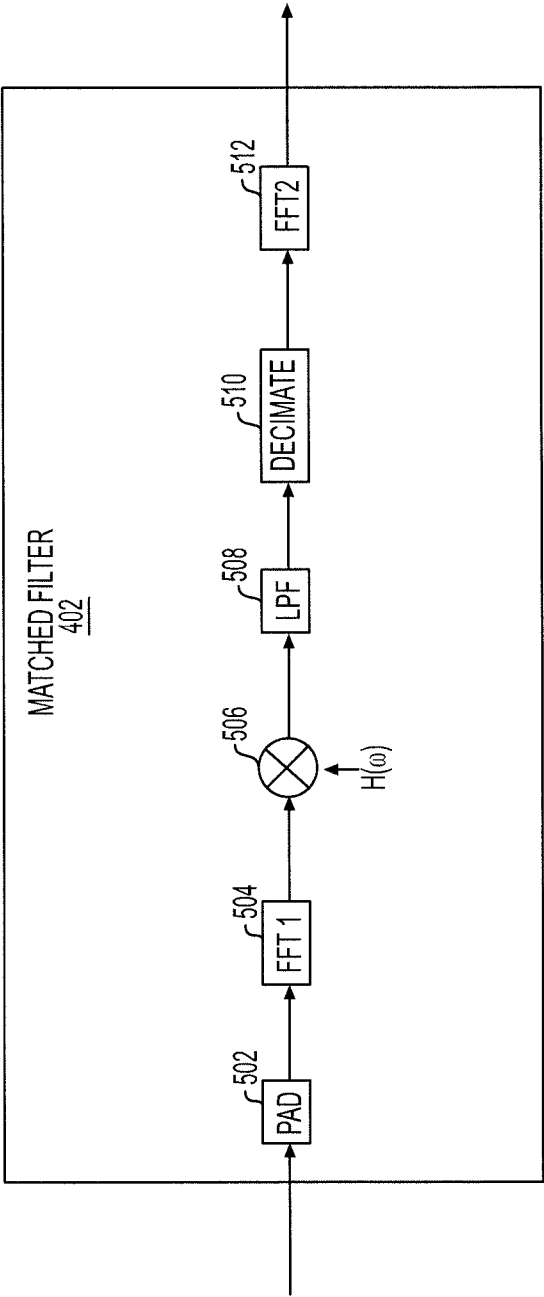 MATCHED FILTER
402
502
PAD
504
FFT 1
506
H(ω)
508
LPF
510
DECIMATE
512
FFT2